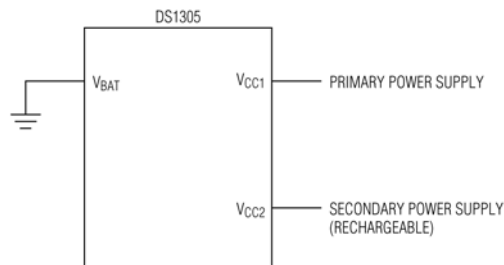 DS1305
VBAT
VCC1
PRIMARY POWER SUPPLY
VCC2
SECONDARY POWER SUPPLY
(RECHARGEABLE)